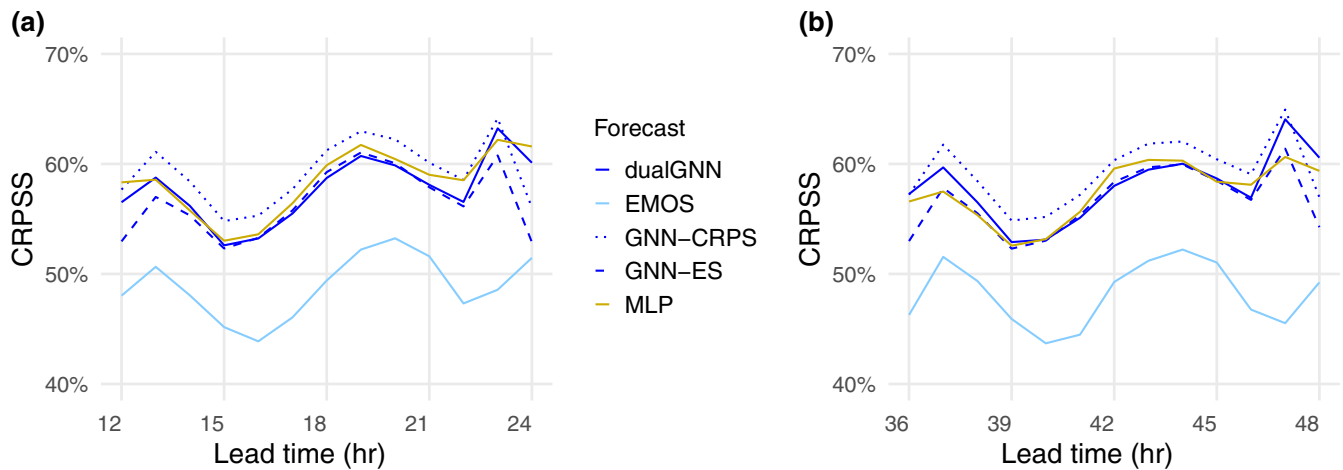 (a)
70%
60%
50%
40%
CRPSS
12 15 18 21 24
Lead time (hr)
Forecast
dualGNN
EMOS
GNN−CRPS
GNN−ES
MLP
(b)
70%
60%
50%
40%
CRPSS
36 39 42 45 48
Lead time (hr)